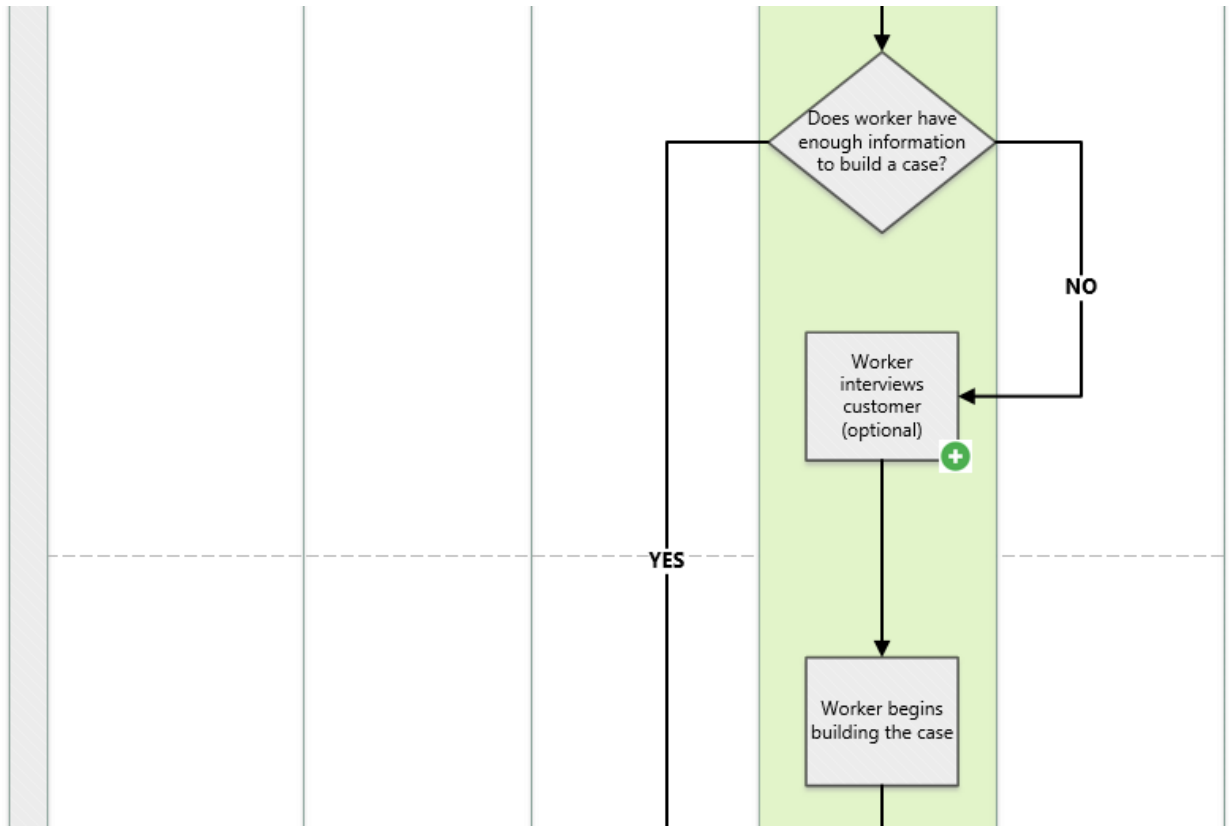 Does worker have
enough information
to build a case?
NO
Worker
interviews
customer
(optional)
YES
Worker begins
building the case